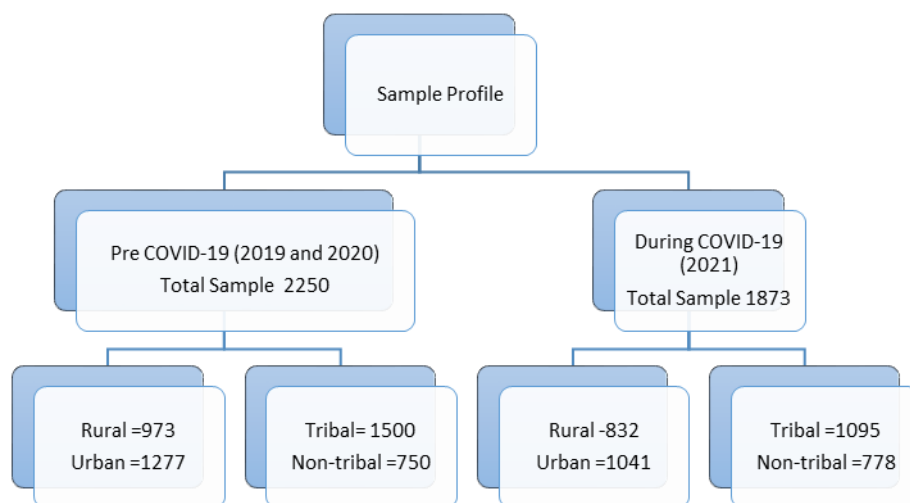 Sample Profile
Pre COVID-19 (2019 and 2020)
Total Sample 2250
During COVID-19
(2021)
Total Sample 1873
Rural =973
Urban =1277
Tribal= 1500
Non-tribal =750
Rural -832
Urban =1041
Tribal =1095
Non-tribal =778